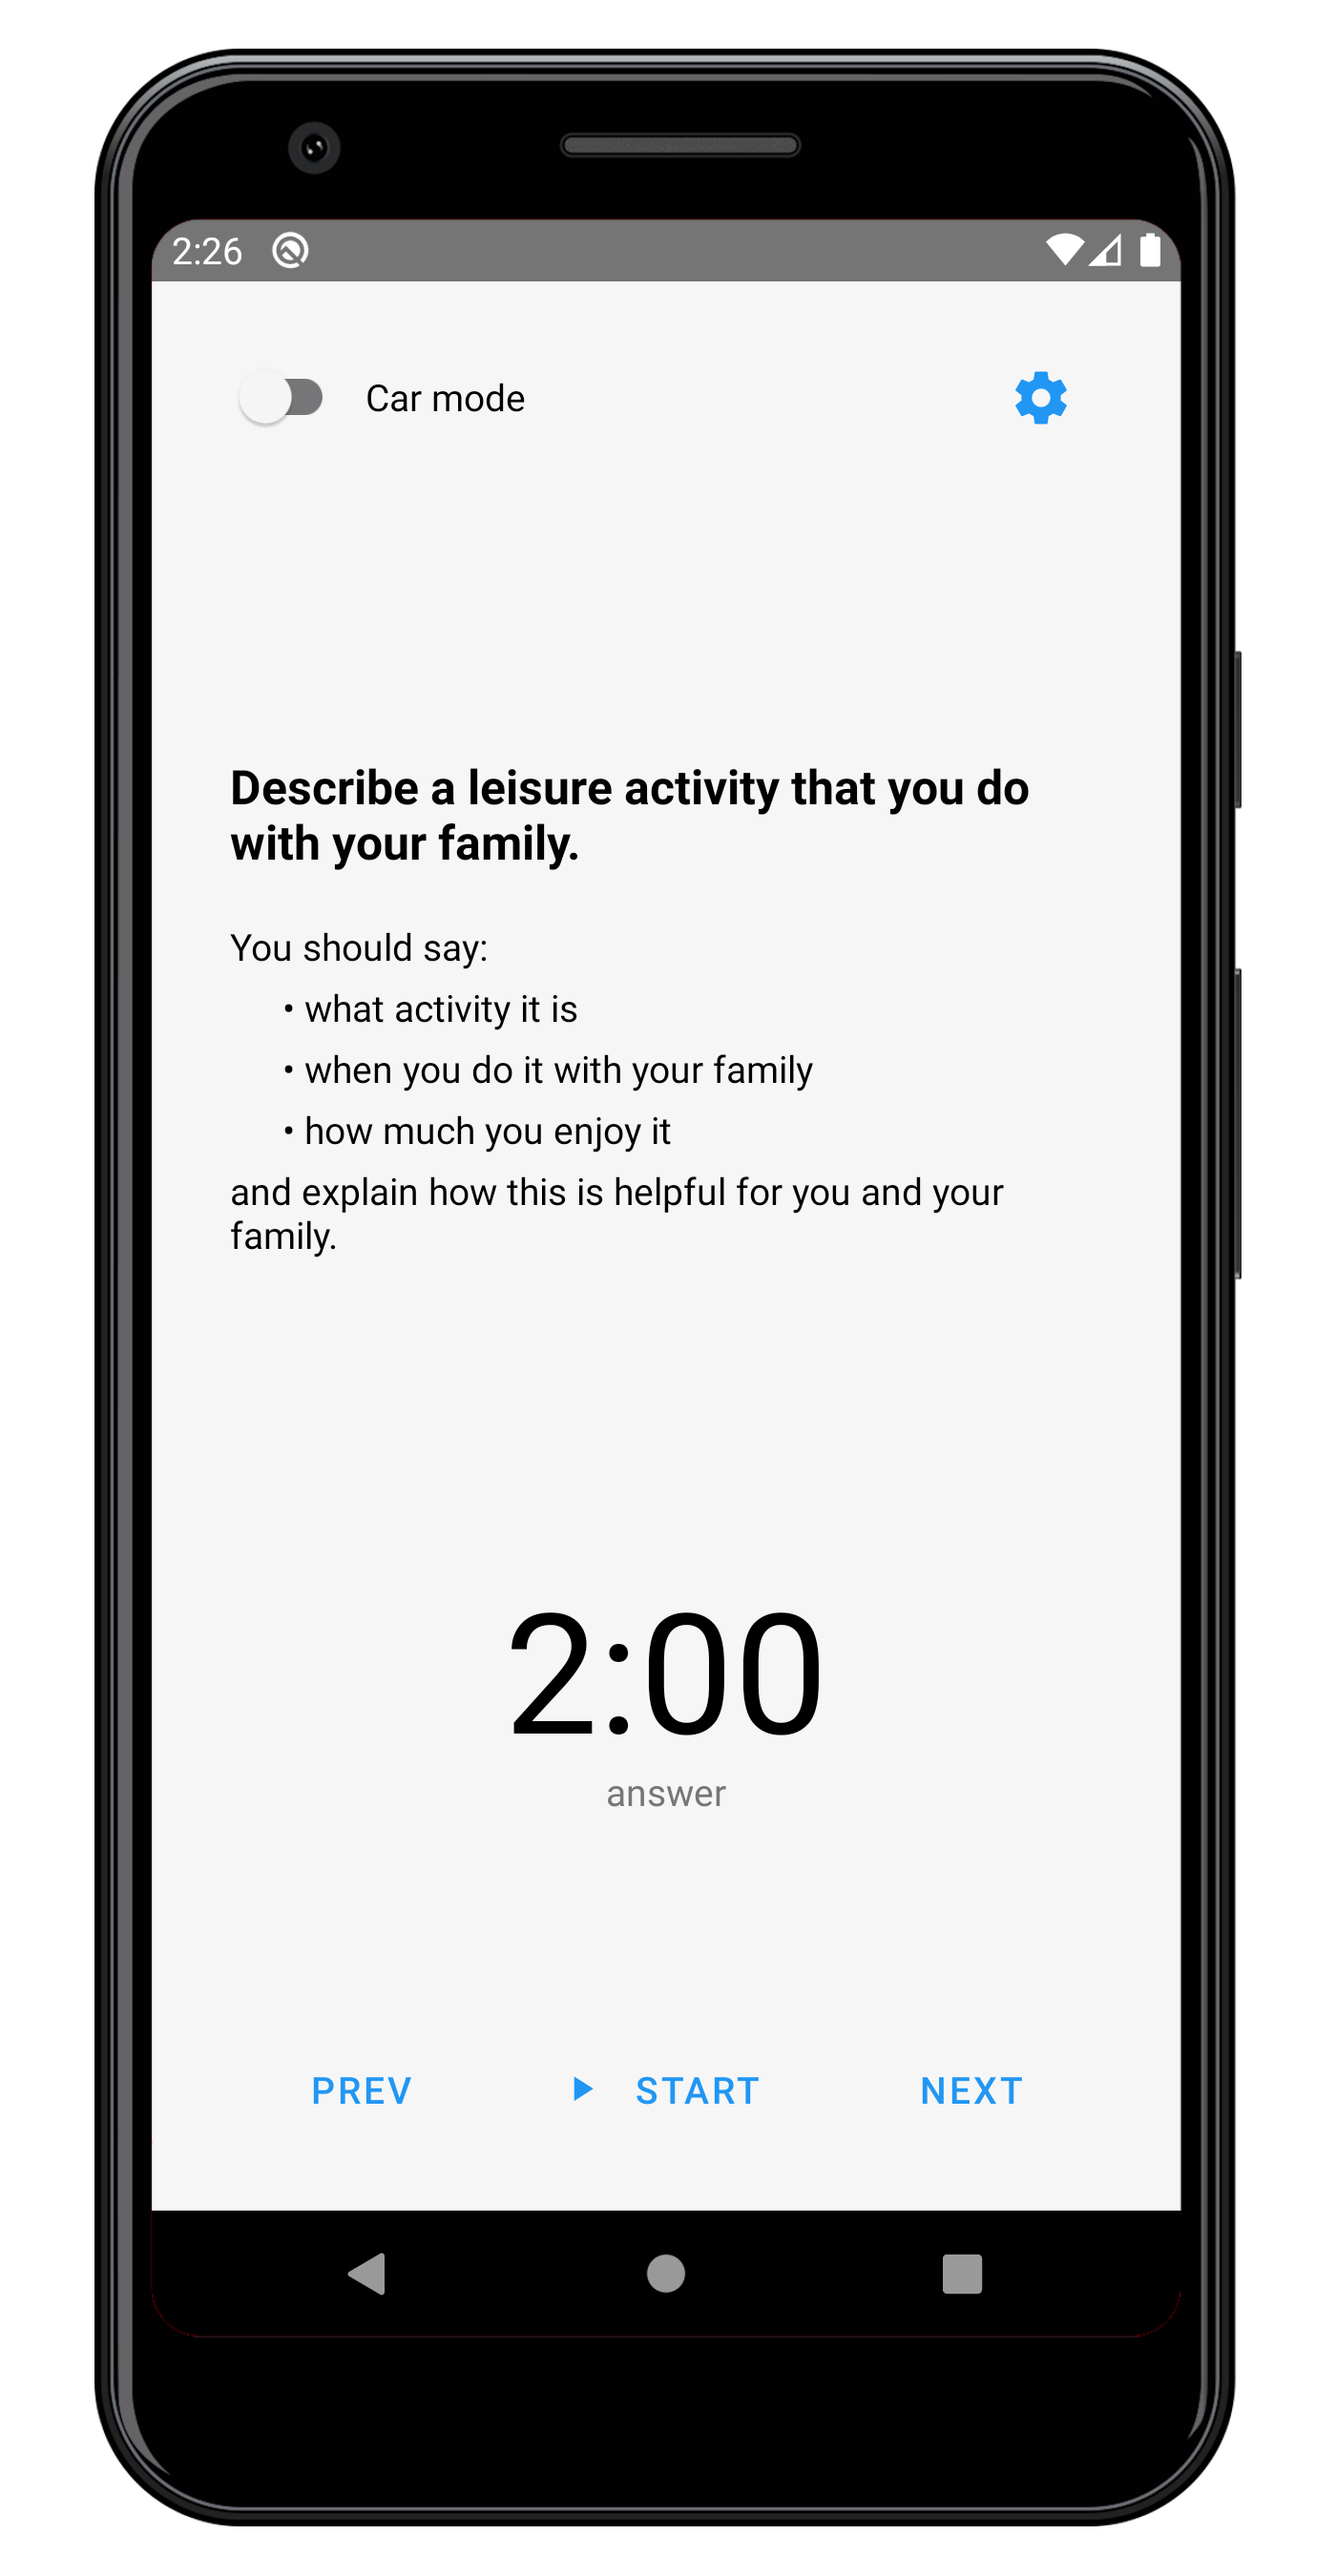 2:26
Car mode
Describe a leisure activity that you do
with your family.
You should say:
• what activity it is
• when you do it with your family
• how much you enjoy it
and explain how this is helpful for you and your
family.
2:00
answer
PREV START NEXT